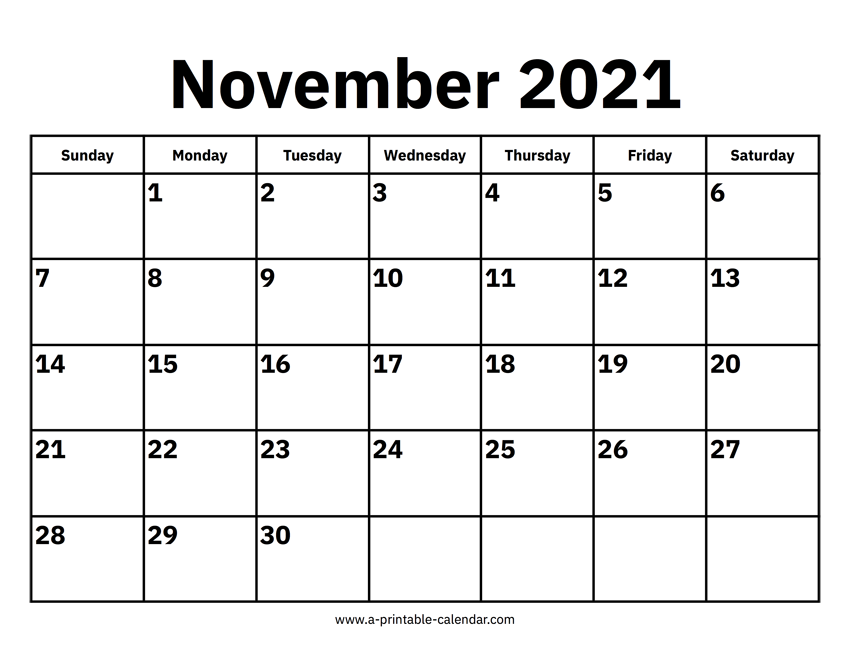 November 2021
Sunday Monday Tuesday Wednesday Thursday Friday Saturday
1 2 3 4 5 6
7 8 9 10 11 12 13
14 15 16 17 18 19 20
21 22 23 24 25 26 27
28 29 30
www.a-printable-calendar.com